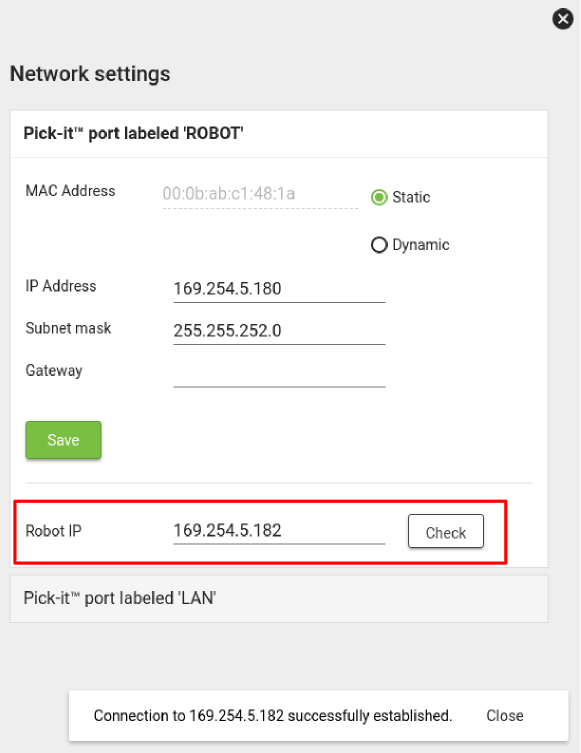 Network settings
Pick-it™ port labeled 'ROBOT'
MAC Address 00:0b:ab:c1:48:1a Static
Dynamic
IP Address 169.254.5.180
Subnet mask 255.255.252.0
Gateway
Save
Robot IP 169.254.5.182 Check
Pick-it™ port labeled 'LAN'
Connection to 169.254.5.182 successfully established. Close